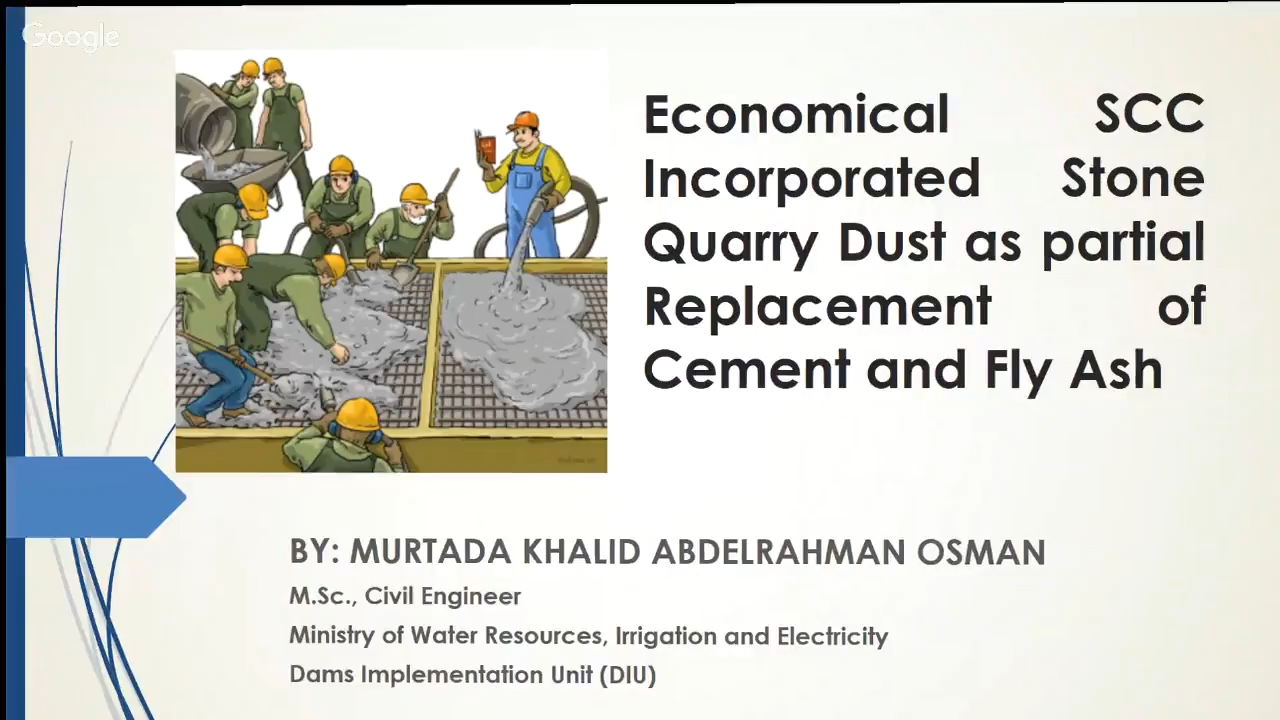 Google
Economical SCC
Incorporated Stone
Quarry Dust as partial
Replacement of
Cement and Fly Ash
BY: MURTADA KHALID ABDELRAHMAN OSMAN
M.Sc., Civil Engineer
Ministry of Water Resources, Irrigation and Electricity
Dams Implementation Unit (DIU)